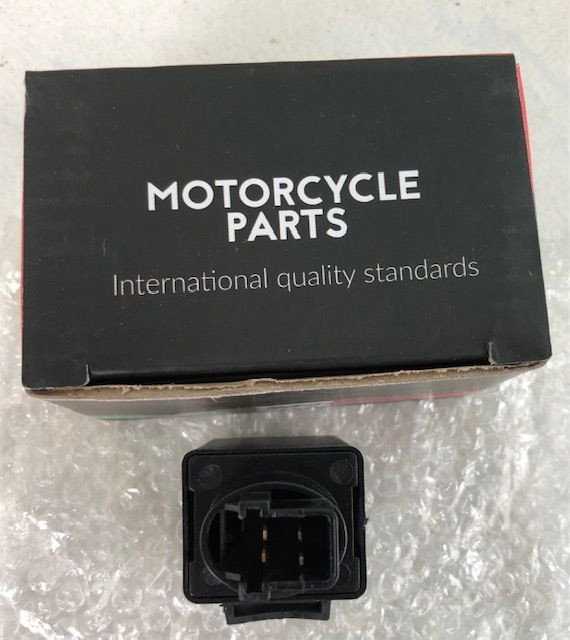 MOTORCYCLE
PARTS
International quality standards